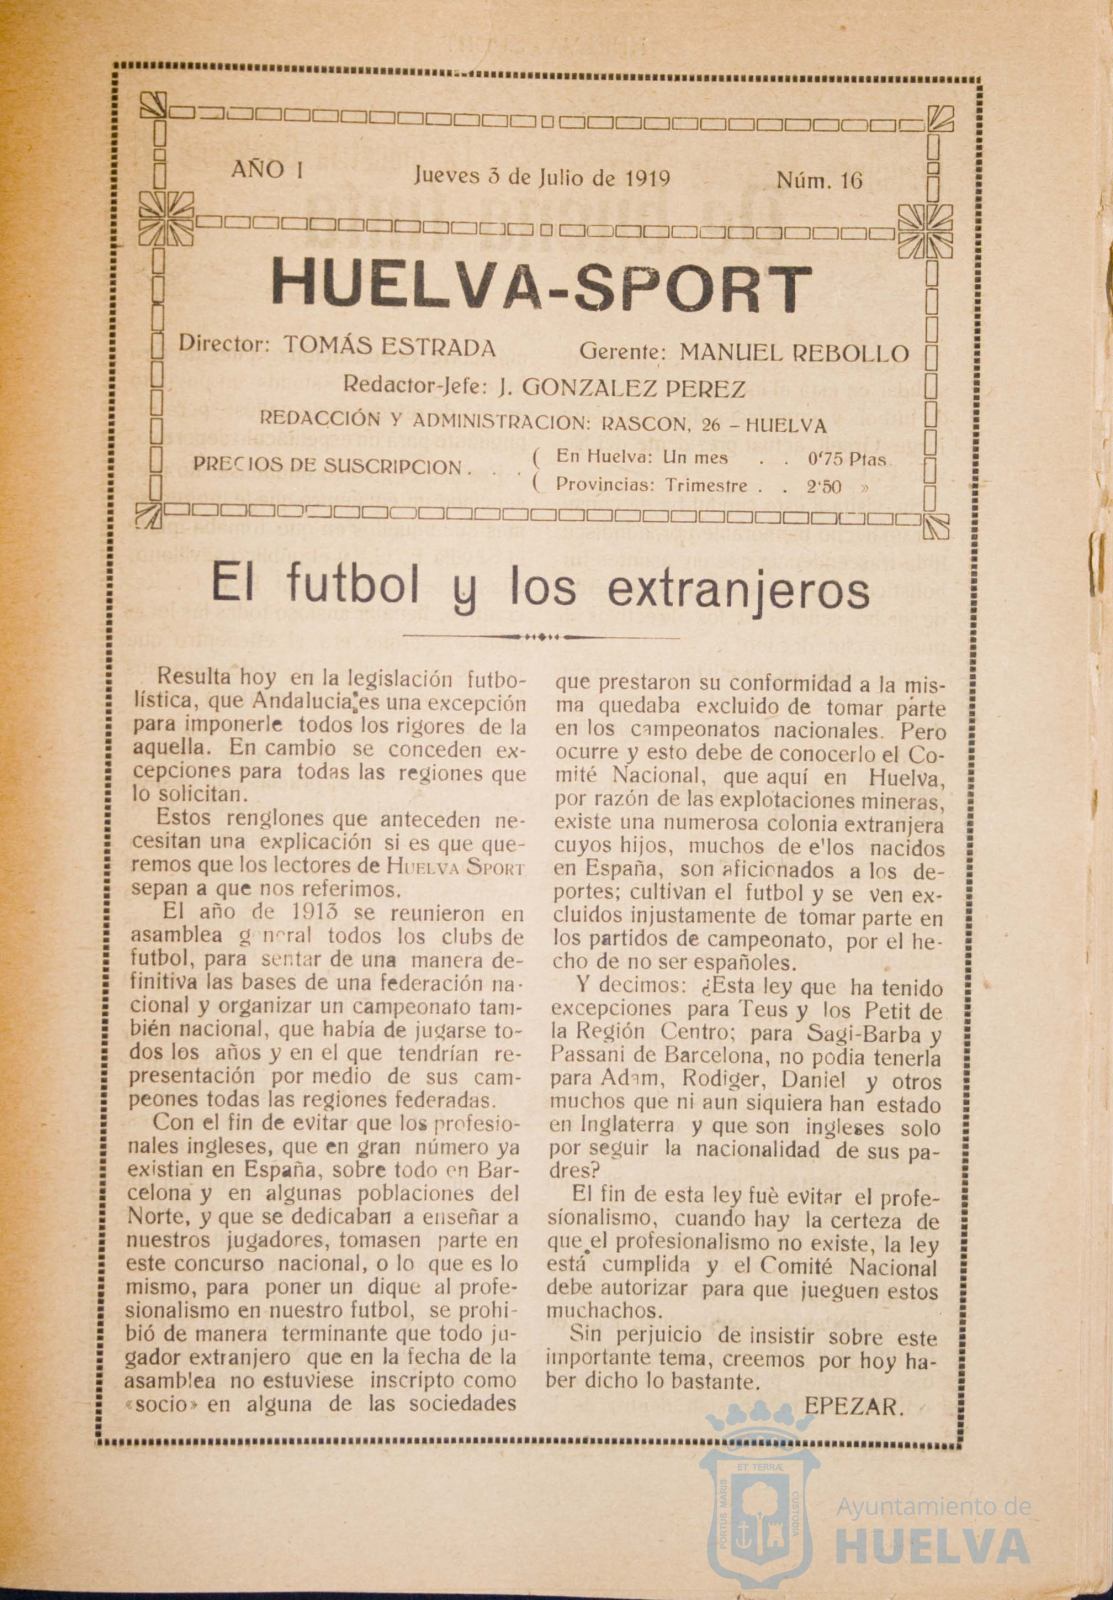 AÑO I Jueves 3 de Julio de 1919 Núm. 16
HUELVA-SPORT
Director: TOMÁS ESTRADA Gerente: MANUEL REBOLLO
Redactor-Jefe: J. GONZALEZ PEREZ
REDACCIÓN Y ADMINISTRACION: RASCON, 26 – HUELVA
PRECIOS DE SUSCRIPCION . . . ( En Huelva: Un mes . . 0'75 Ptas.
( Provincias: Trimestre . . 2'50 »
El futbol y los extranjeros
Resulta hoy en la legislación futbo-
lística, que Andalucia es una excepción
para imponerle todos los rigores de la
aquella. En cambio se conceden ex-
cepciones para todas las regiones que
lo solicitan.
Estos renglones que anteceden ne-
cesitan una explicación si es que que-
remos que los lectores de HUELVA SPORT
sepan a que nos referimos.
El año de 1913 se reunieron en
asamblea general todos los clubs de
futbol, para sentar de una manera de-
finitiva las bases de una federación na-
cional y organizar un campeonato tam-
bién nacional, que había de jugarse to-
dos los años y en el que tendrían re-
presentación por medio de sus cam-
peones todas las regiones federadas.
Con el fin de evitar que los profesio-
nales ingleses, que en gran número ya
existian en España, sobre todo en Bar-
celona y en algunas poblaciones del
Norte, y que se dedicaban a enseñar a
nuestros jugadores, tomasen parte en
este concurso nacional, o lo que es lo
mismo, para poner un dique al profe-
sionalismo en nuestro futbol, se prohi-
bió de manera terminante que todo ju-
gador extranjero que en la fecha de la
asamblea no estuviese inscripto como
«socio» en alguna de las sociedades
que prestaron su conformidad a la mis-
ma quedaba excluido de tomar parte
en los campeonatos nacionales. Pero
ocurre y esto debe de conocerlo el Co-
mité Nacional, que aquí en Huelva,
por razón de las explotaciones mineras,
existe una numerosa colonia extranjera
cuyos hijos, muchos de e'los nacidos
en España, son aficionados a los de-
portes; cultivan el futbol y se ven ex-
cluidos injustamente de tomar parte en
los partidos de campeonato, por el he-
cho de no ser españoles.
Y decimos: ¿Esta ley que ha tenido
excepciones para Teus y los Petit de
la Región Centro; para Sagi-Barba y
Passani de Barcelona, no podia tenerla
para Adam, Rodiger, Daniel y otros
muchos que ni aun siquiera han estado
en Inglaterra y que son ingleses solo
por seguir la nacionalidad de sus pa-
dres?
El fin de esta ley fuè evitar el profe-
sionalismo, cuando hay la certeza de
que el profesionalismo no existe, la ley
está cumplida y el Comité Nacional
debe autorizar para que jueguen estos
muchachos.
Sin perjuicio de insistir sobre este
importante tema, creemos por hoy ha-
ber dicho lo bastante.
EPEZAR.
ET TERRÆ
PORTUS MARIS
CUSTODIA
Ayuntamiento de
HUELVA